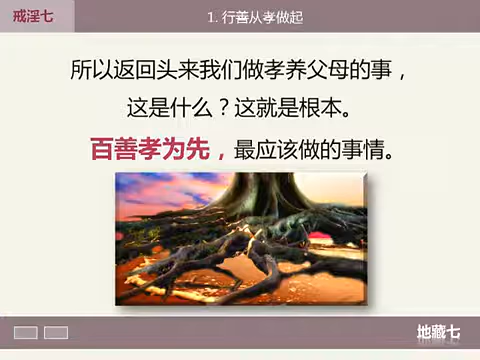 戒淫七
1. 行善从孝做起
所以返回头来我们做孝养父母的事，
这是什么？这就是根本。
百善孝为先，最应该做的事情。
地藏七